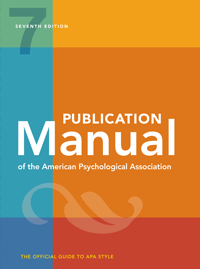 7
SEVENTH EDITION
PUBLICATION
Manual
of the American Psychological Association
THE OFFICIAL GUIDE TO APA STYLE